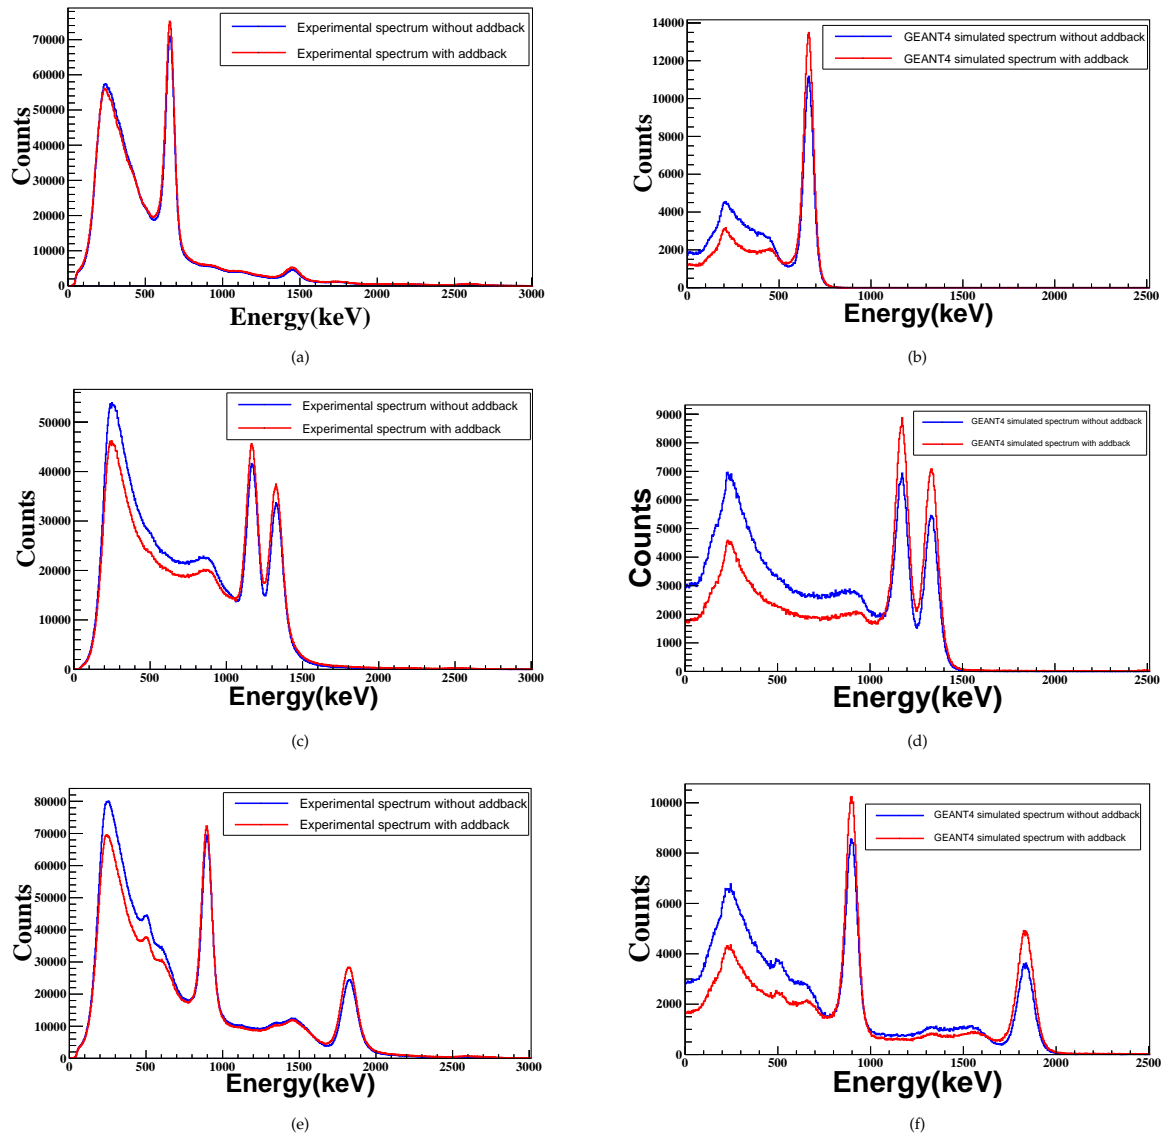 Experimental spectrum without addback
Experimental spectrum with addback
70000
60000
50000
40000
30000
20000
10000
0
Counts
0 500 1000 1500 2000 2500 3000
Energy(keV)
(a)
GEANT4 simulated spectrum without addback
GEANT4 simulated spectrum with addback
14000
12000
10000
8000
6000
4000
2000
0
Counts
0 500 1000 1500 2000 2500
Energy(keV)
(b)
Experimental spectrum without addback
Experimental spectrum with addback
50000
40000
30000
20000
10000
0
Counts
0 500 1000 1500 2000 2500 3000
Energy(keV)
(c)
GEANT4 simulated spectrum without addback
GEANT4 simulated spectrum with addback
9000
8000
7000
6000
5000
4000
3000
2000
1000
0
Counts
0 500 1000 1500 2000 2500
Energy(keV)
(d)
Experimental spectrum without addback
Experimental spectrum with addback
80000
70000
60000
50000
40000
30000
20000
10000
0
Counts
0 500 1000 1500 2000 2500 3000
Energy(keV)
(e)
GEANT4 simulated spectrum without addback
GEANT4 simulated spectrum with addback
10000
8000
6000
4000
2000
0
Counts
0 500 1000 1500 2000 2500
Energy(keV)
(f)